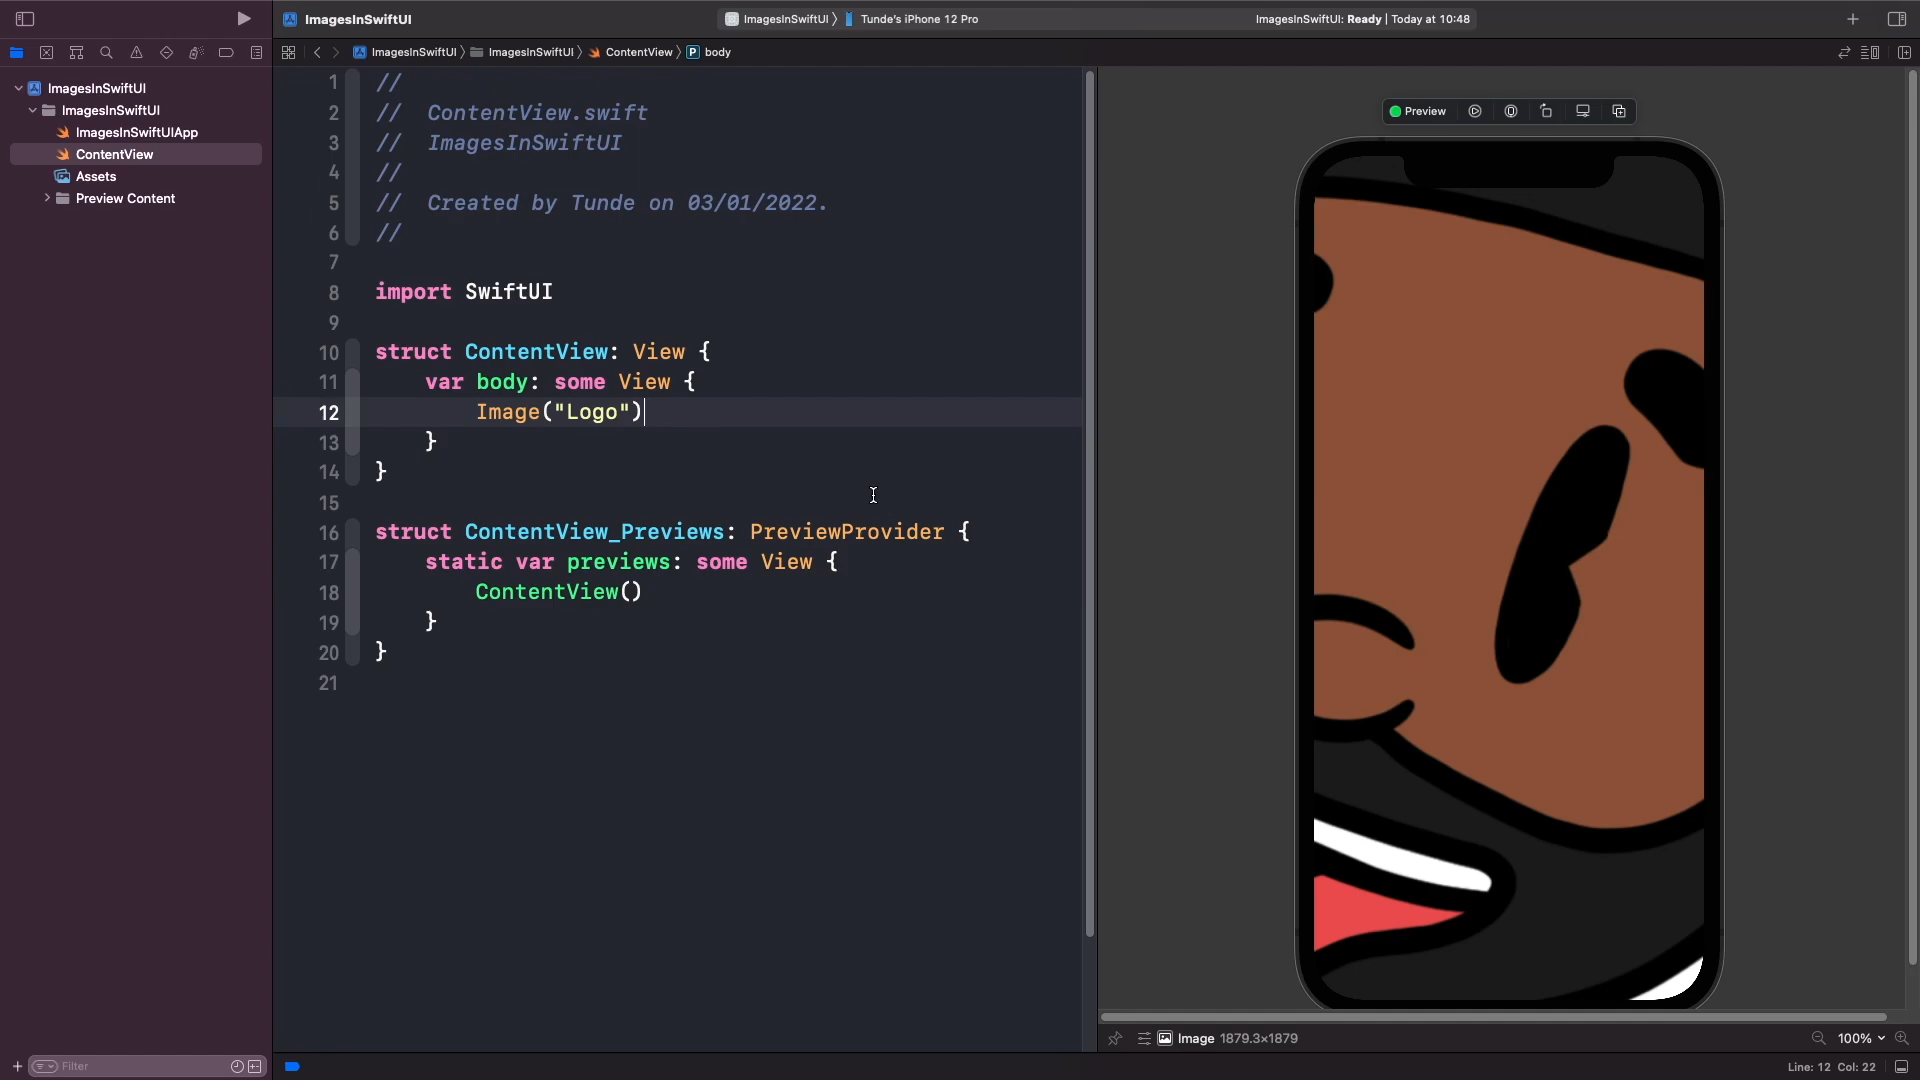 ImagesInSwiftUI
ImagesInSwiftUI 〉 Tunde's iPhone 12 Pro
ImagesInSwiftUI: Ready | Today at 10:48
ImagesInSwiftUI 〉 ImagesInSwiftUI 〉 ContentView 〉 P body
ImagesInSwiftUI
ImagesInSwiftUI
ImagesInSwiftUIApp
ContentView
Assets
Preview Content
1 //
2 // ContentView.swift
3 // ImagesInSwiftUI
4 //
5 // Created by Tunde on 03/01/2022.
6 //
7
8 import SwiftUI
9
10 struct ContentView: View {
11 var body: some View {
12 Image("Logo")
13 }
14 }
15
16 struct ContentView_Previews: PreviewProvider {
17 static var previews: some View {
18 ContentView()
19 }
20 }
21
Preview
Image 1879.3×1879
100%
Filter
Line: 12 Col: 22